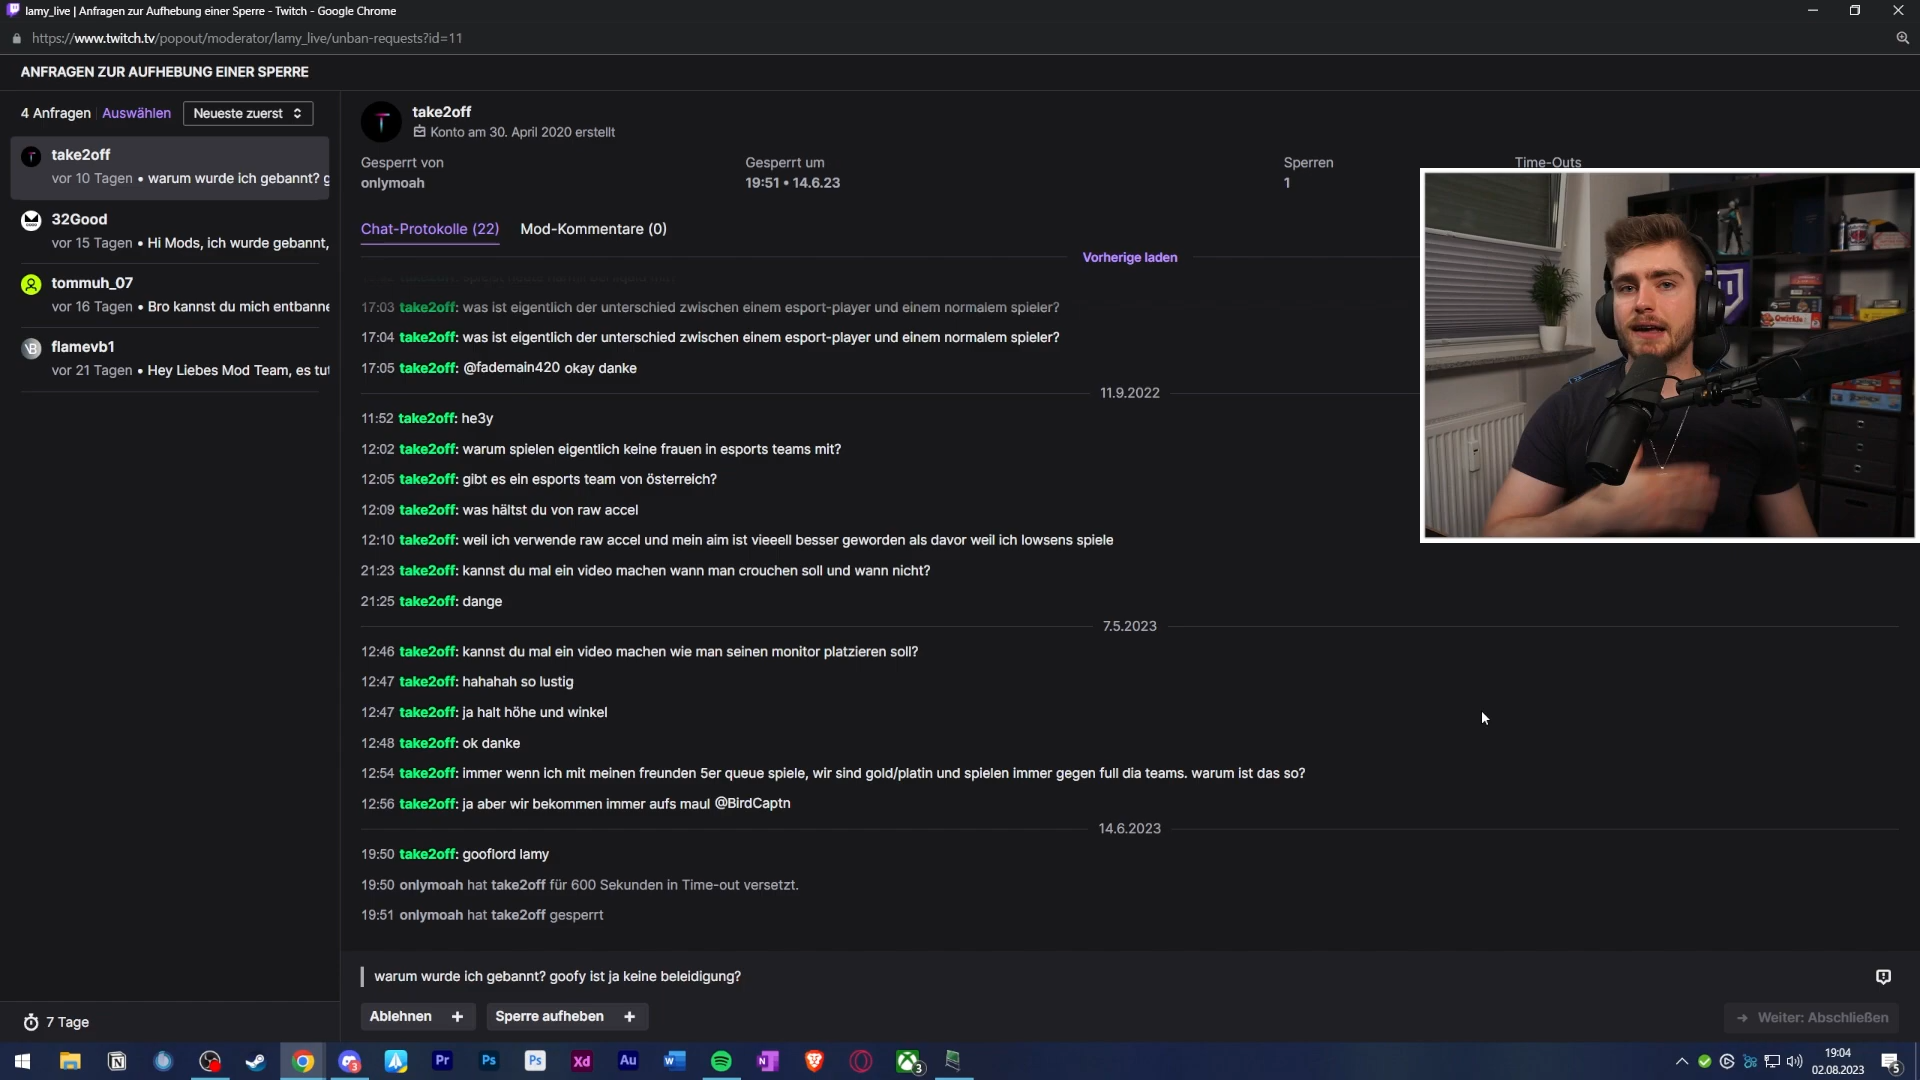 lamy_live | Anfragen zur Aufhebung einer Sperre - Twitch - Google Chrome
https://www.twitch.tv/popout/moderator/lamy_live/unban-requests?id=11
ANFRAGEN ZUR AUFHEBUNG EINER SPERRE
4 Anfragen Auswählen Neueste zuerst
take2off
vor 10 Tagen • warum wurde ich gebannt? g
32Good
vor 15 Tagen • Hi Mods, ich wurde gebannt,
tommuh_07
vor 16 Tagen • Bro kannst du mich entbanne
flamevb1
vor 21 Tagen • Hey Liebes Mod Team, es tut
7 Tage
take2off
Konto am 30. April 2020 erstellt
Gesperrt von Gesperrt um Sperren Time-Outs
onlymoah 19:51 • 14.6.23 1
Chat-Protokolle (22) Mod-Kommentare (0)
Vorherige laden
17:03 take2off: was ist eigentlich der unterschied zwischen einem esport-player und einem normalem spieler?
17:04 take2off: was ist eigentlich der unterschied zwischen einem esport-player und einem normalem spieler?
17:05 take2off: @fademain420 okay danke
11.9.2022
11:52 take2off: he3y
12:02 take2off: warum spielen eigentlich keine frauen in esports teams mit?
12:05 take2off: gibt es ein esports team von österreich?
12:09 take2off: was hältst du von raw accel
12:10 take2off: weil ich verwende raw accel und mein aim ist vieeell besser geworden als davor weil ich lowsens spiele
21:23 take2off: kannst du mal ein video machen wann man crouchen soll und wann nicht?
21:25 take2off: dange
7.5.2023
12:46 take2off: kannst du mal ein video machen wie man seinen monitor platzieren soll?
12:47 take2off: hahahah so lustig
12:47 take2off: ja halt höhe und winkel
12:48 take2off: ok danke
12:54 take2off: immer wenn ich mit meinen freunden 5er queue spiele, wir sind gold/platin und spielen immer gegen full dia teams. warum ist das so?
12:56 take2off: ja aber wir bekommen immer aufs maul @BirdCaptn
14.6.2023
19:50 take2off: gooflord lamy
19:50 onlymoah hat take2off für 600 Sekunden in Time-out versetzt.
19:51 onlymoah hat take2off gesperrt
warum wurde ich gebannt? goofy ist ja keine beleidigung?
Ablehnen + Sperre aufheben +
Weiter: Abschließen
Qwirkle
3 Pr Ps Ps Xd Au W N 3
19:04
02.08.2023
5